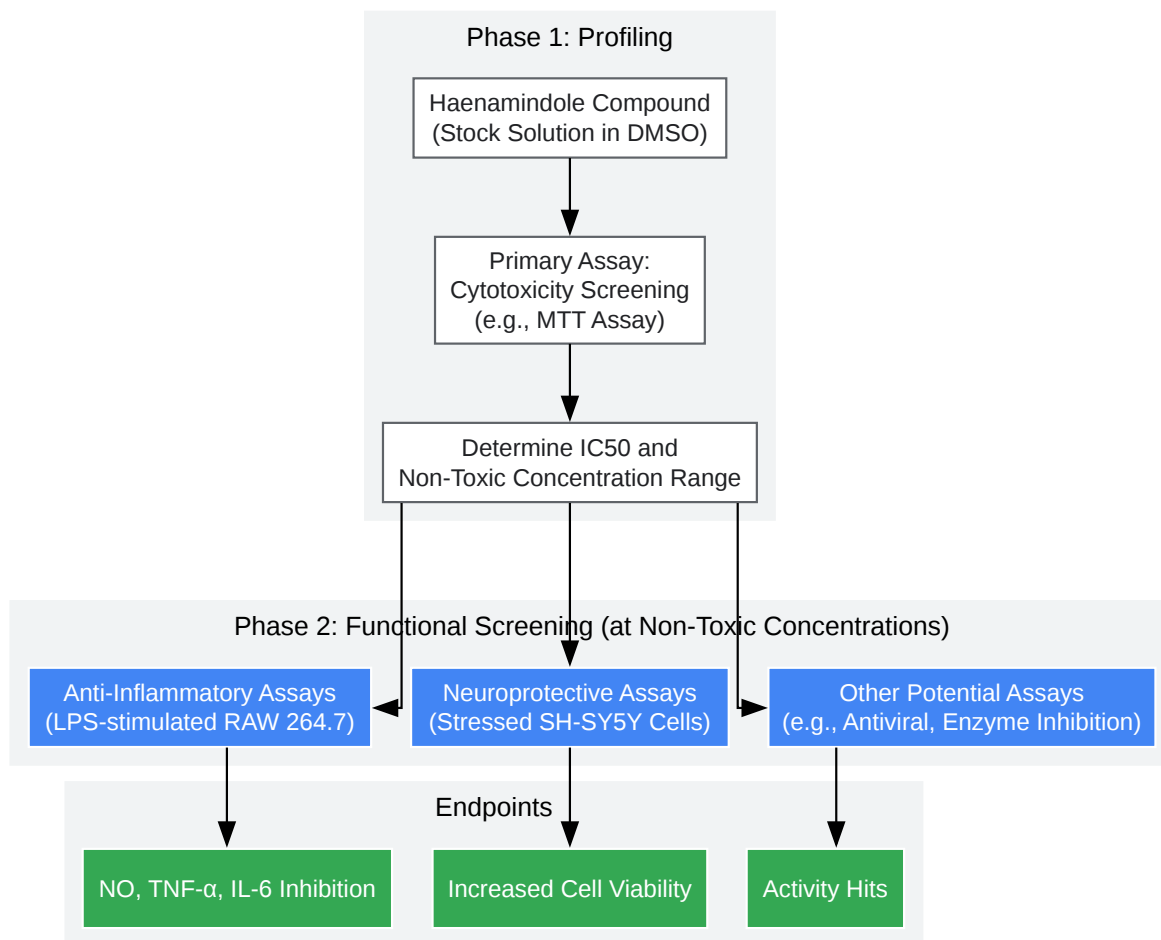 Phase 1: Profiling
Haenamindole Compound
(Stock Solution in DMSO)
Primary Assay:
Cytotoxicity Screening
(e.g., MTT Assay)
Determine IC50 and
Non-Toxic Concentration Range
Phase 2: Functional Screening (at Non-Toxic Concentrations)
Anti-Inflammatory Assays
(LPS-stimulated RAW 264.7)
Neuroprotective Assays
(Stressed SH-SY5Y Cells)
Other Potential Assays
(e.g., Antiviral, Enzyme Inhibition)
Endpoints
NO, TNF-α, IL-6 Inhibition
Increased Cell Viability
Activity Hits